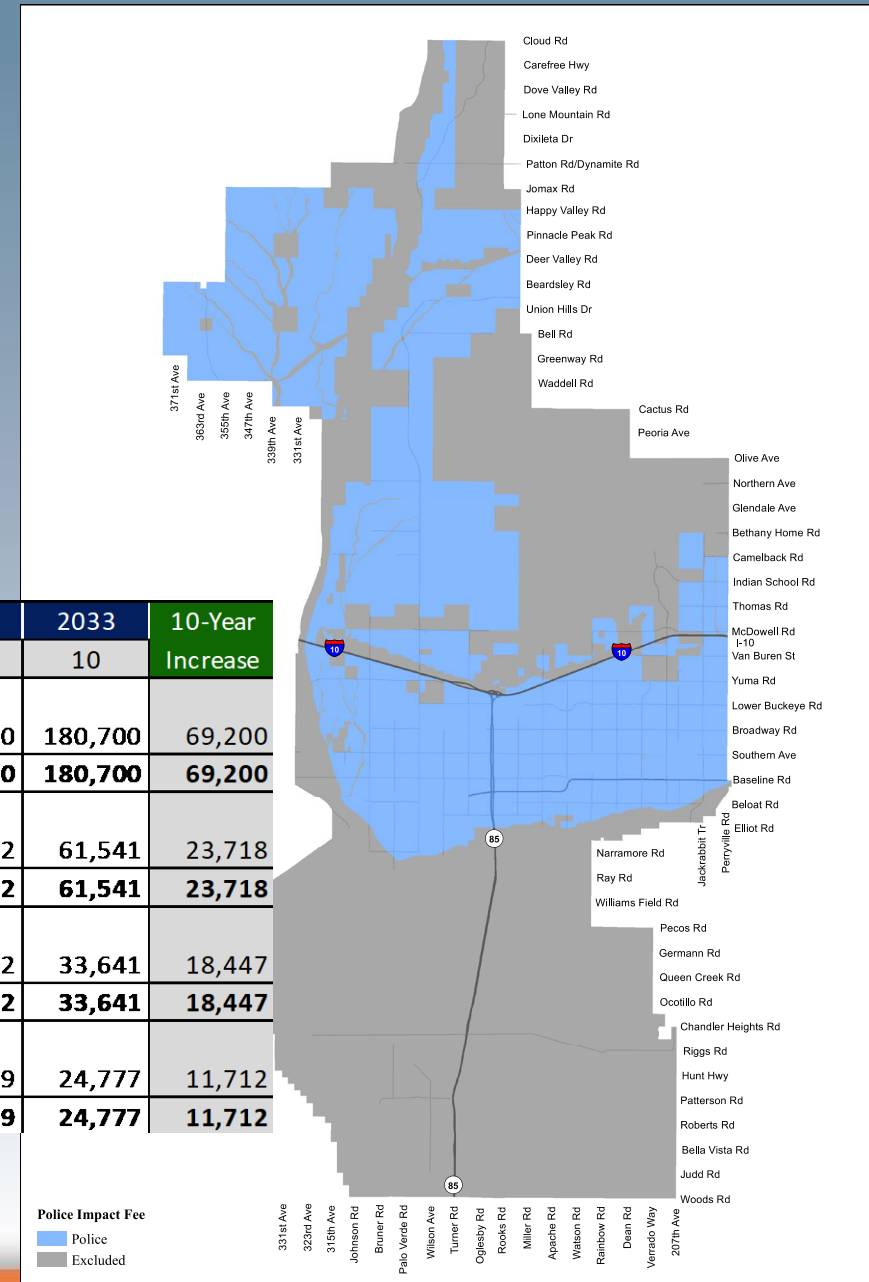 Cloud Rd
Carefree Hwy
Dove Valley Rd
Lone Mountain Rd
Dixileta Dr
Patton Rd/Dynamite Rd
Jomax Rd
Happy Valley Rd
Pinnacle Peak Rd
Deer Valley Rd
Beardsley Rd
Union Hills Dr
Bell Rd
Greenway Rd
Waddell Rd
371st Ave
363rd Ave
355th Ave
347th Ave
339th Ave
331st Ave
Cactus Rd
Peoria Ave
Olive Ave
Northern Ave
Glendale Ave
Bethany Home Rd
Camelback Rd
Indian School Rd
Thomas Rd
McDowell Rd
I-10
Van Buren St
Yuma Rd
Lower Buckeye Rd
Broadway Rd
Southern Ave
Baseline Rd
Beloat Rd
Elliot Rd
10
10
85
Jackrabbit Tr
Perryville Rd
Narramore Rd
Ray Rd
Williams Field Rd
Pecos Rd
Germann Rd
Queen Creek Rd
Ocotillo Rd
Chandler Heights Rd
Riggs Rd
Hunt Hwy
Patterson Rd
Roberts Rd
Bella Vista Rd
Judd Rd
Woods Rd
85
2033 10-Year
10 Increase
0 180,700 69,200
0 180,700 69,200
2 61,541 23,718
2 61,541 23,718
2 33,641 18,447
2 33,641 18,447
9 24,777 11,712
9 24,777 11,712
331st Ave
323rd Ave
315th Ave
Johnson Rd
Bruner Rd
Palo Verde Rd
Wilson Ave
Turner Rd
Oglesby Rd
Rooks Rd
Miller Rd
Apache Rd
Watson Rd
Rainbow Rd
Dean Rd
Verrado Way
207th Ave
Police Impact Fee
Police
Excluded